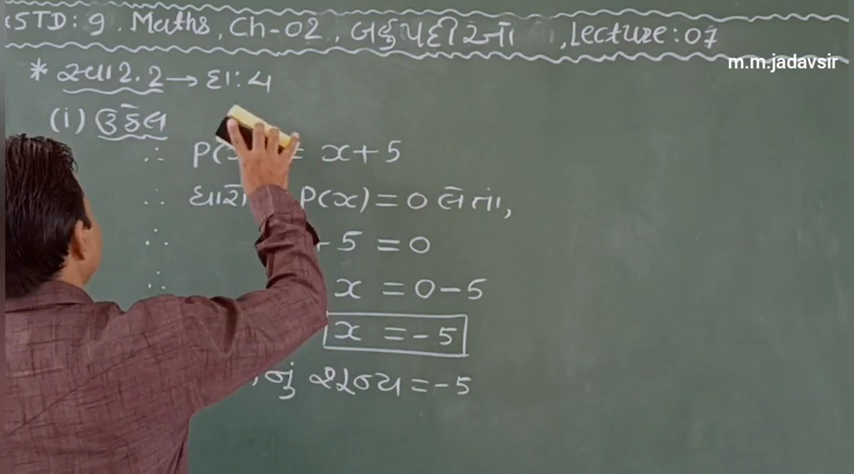 STD: 9. Maths, Ch-02, બહુપદીઓ, Lecture: 07
m.m.jadavsir
* સ્વા 2.2 → દા: 4
(i) ઉકેલ
∴ P( = x+5
∴ ધારો P(x) = 0 લેતાં,
∴ 5 = 0
∴ x = 0-5
x = -5
નું શૂન્ય = -5